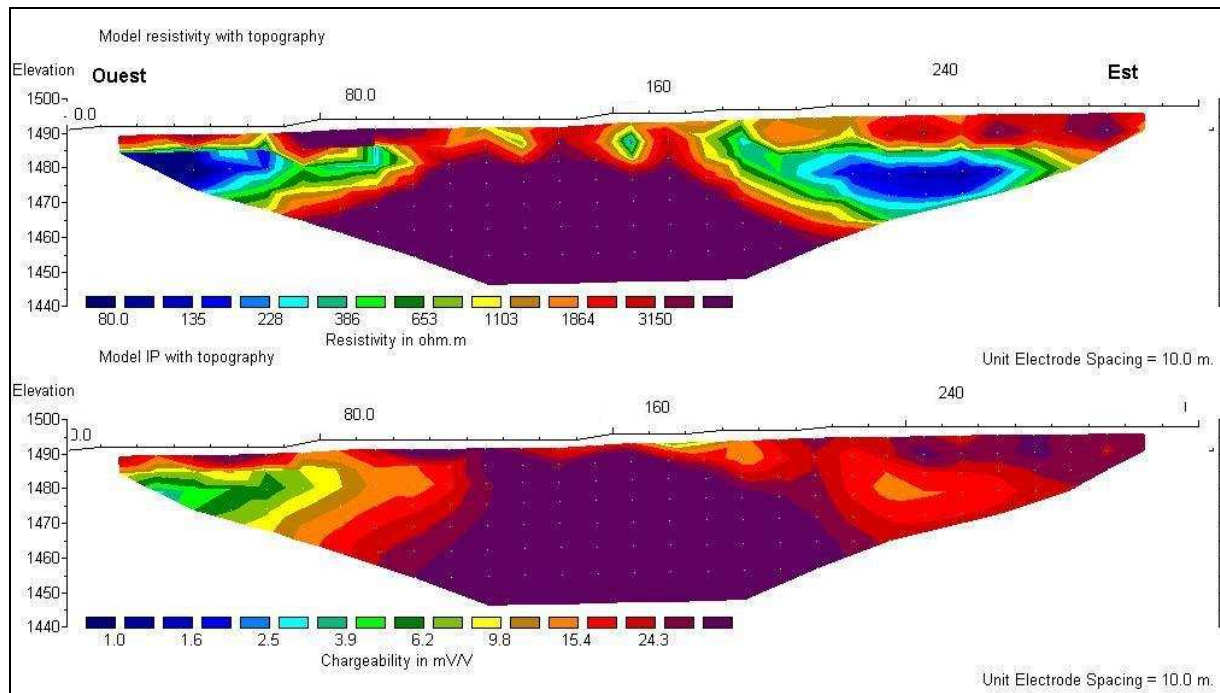 Model resistivity with topography
Elevation
Ouest
Est
240
160
80.0
0.0
1500
1490
1480
1470
1460
1450
1440
80.0 135 228 386 653 1103 1864 3150
Resistivity in ohm.m
Model IP with topography
Unit Electrode Spacing = 10.0 m.
Elevation
240
160
80.0
0.0
1500
1490
1480
1470
1460
1450
1440
1.0 1.6 2.5 3.9 6.2 9.8 15.4 24.3
Chargeability in mV/V
Unit Electrode Spacing = 10.0 m.